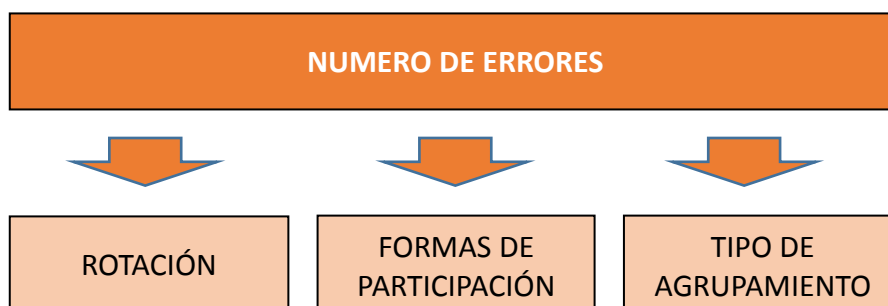 NUMERO DE ERRORES
ROTACIÓN
FORMAS DE
PARTICIPACIÓN
TIPO DE
AGRUPAMIENTO